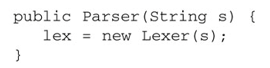 public Parser(String s) {
   lex = new Lexer(s);
}